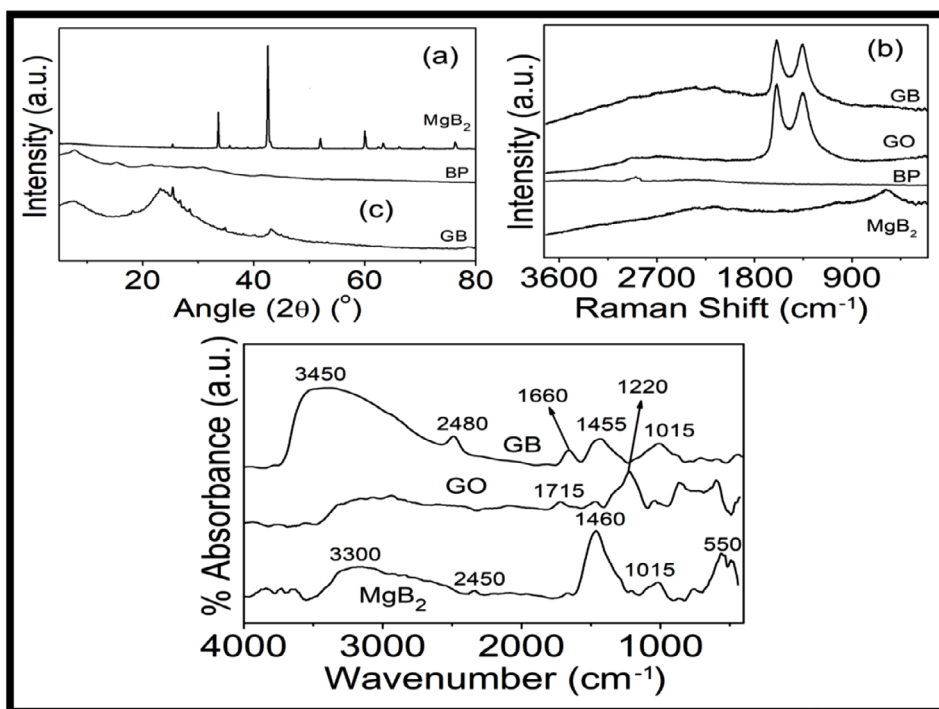 Intensity (a.u.)
(a)
MgB₂
BP
(c)
GB
20 40 60 80
Angle (2θ) (°)
Intensity (a.u.)
(b)
GB
GO
BP
MgB₂
3600 2700 1800 900
Raman Shift (cm⁻¹)
% Absorbance (a.u.)
3450
2480
GB
1660
1455
1220
1015
GO
1715
1460
3300
2450
MgB₂
1015
550
4000 3000 2000 1000
Wavenumber (cm⁻¹)